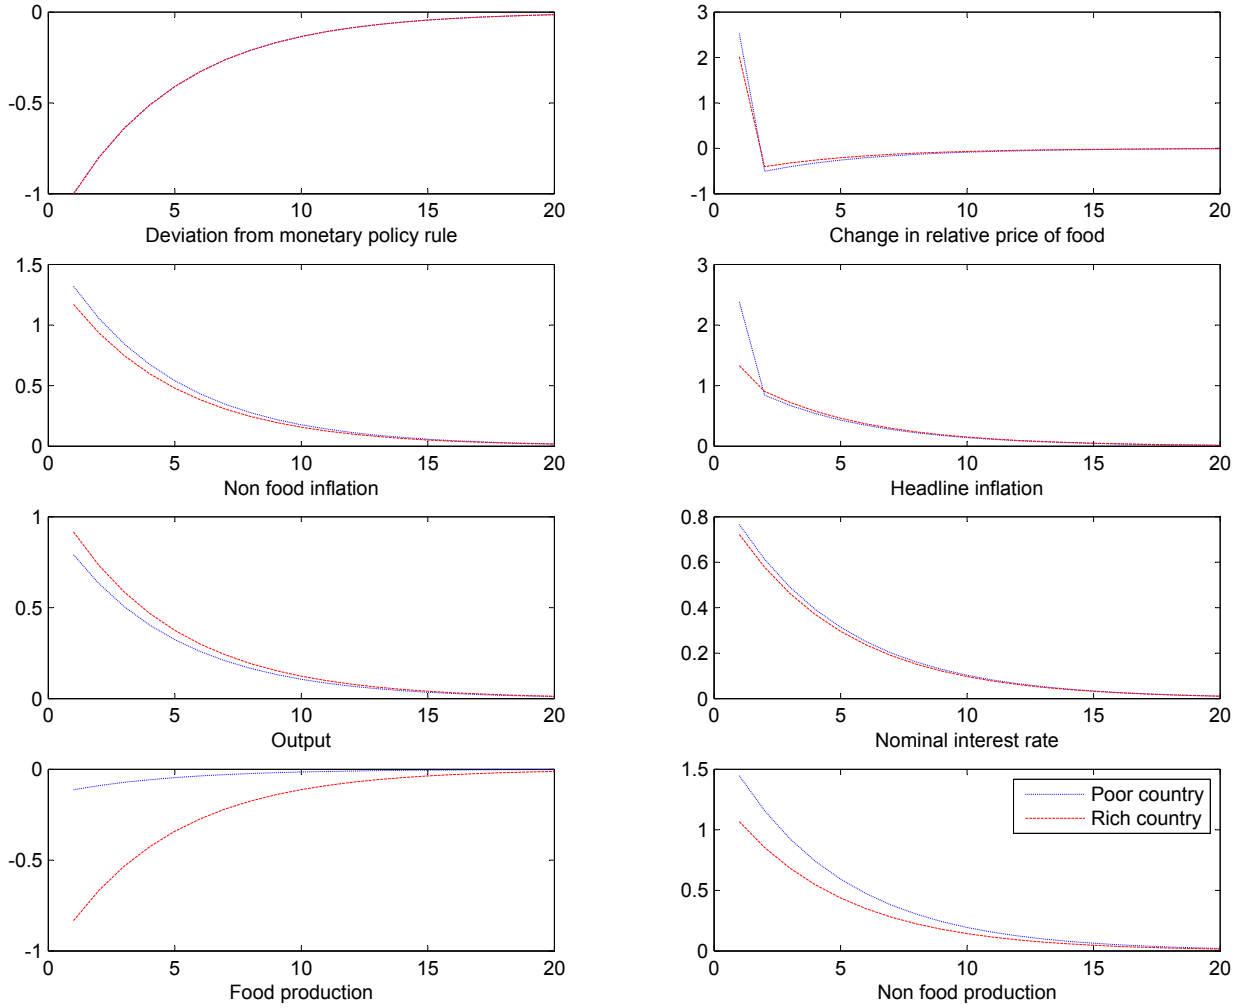 0
-0.5
-1
0 5 10 15 20
Deviation from monetary policy rule
3
2
1
0
-1
0 5 10 15 20
Change in relative price of food
1.5
1
0.5
0
0 5 10 15 20
Non food inflation
3
2
1
0
0 5 10 15 20
Headline inflation
1
0.5
0
0 5 10 15 20
Output
0.8
0.6
0.4
0.2
0
0 5 10 15 20
Nominal interest rate
0
-0.5
-1
0 5 10 15 20
Food production
1.5
1
0.5
0
0 5 10 15 20
Non food production
Poor country
Rich country